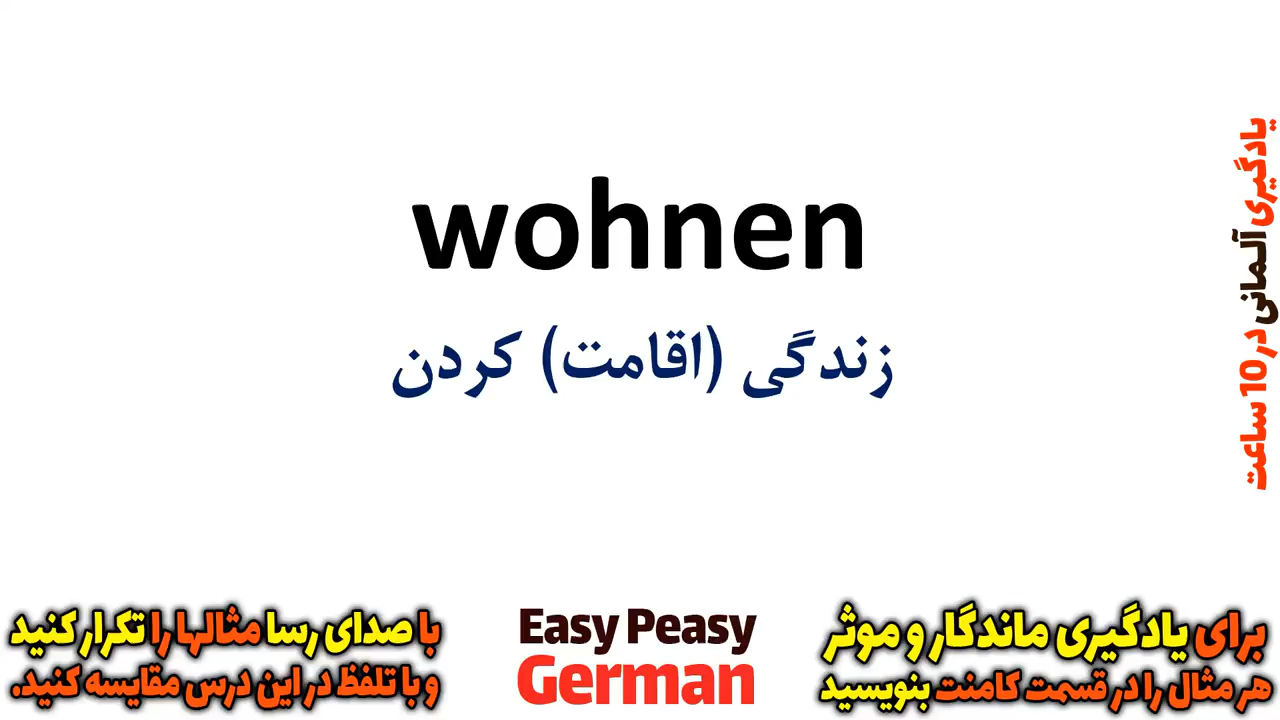 wohnen
زندگی (اقامت) کردن
یادگیری آلمانی در 10 ساعت
برای یادگیری ماندگار و موثر
هر مثال را در قسمت کامنت بنویسید
Easy Peasy
German
با صدای رسا مثالها را تکرار کنید
و با تلفظ در این درس مقایسه کنید.